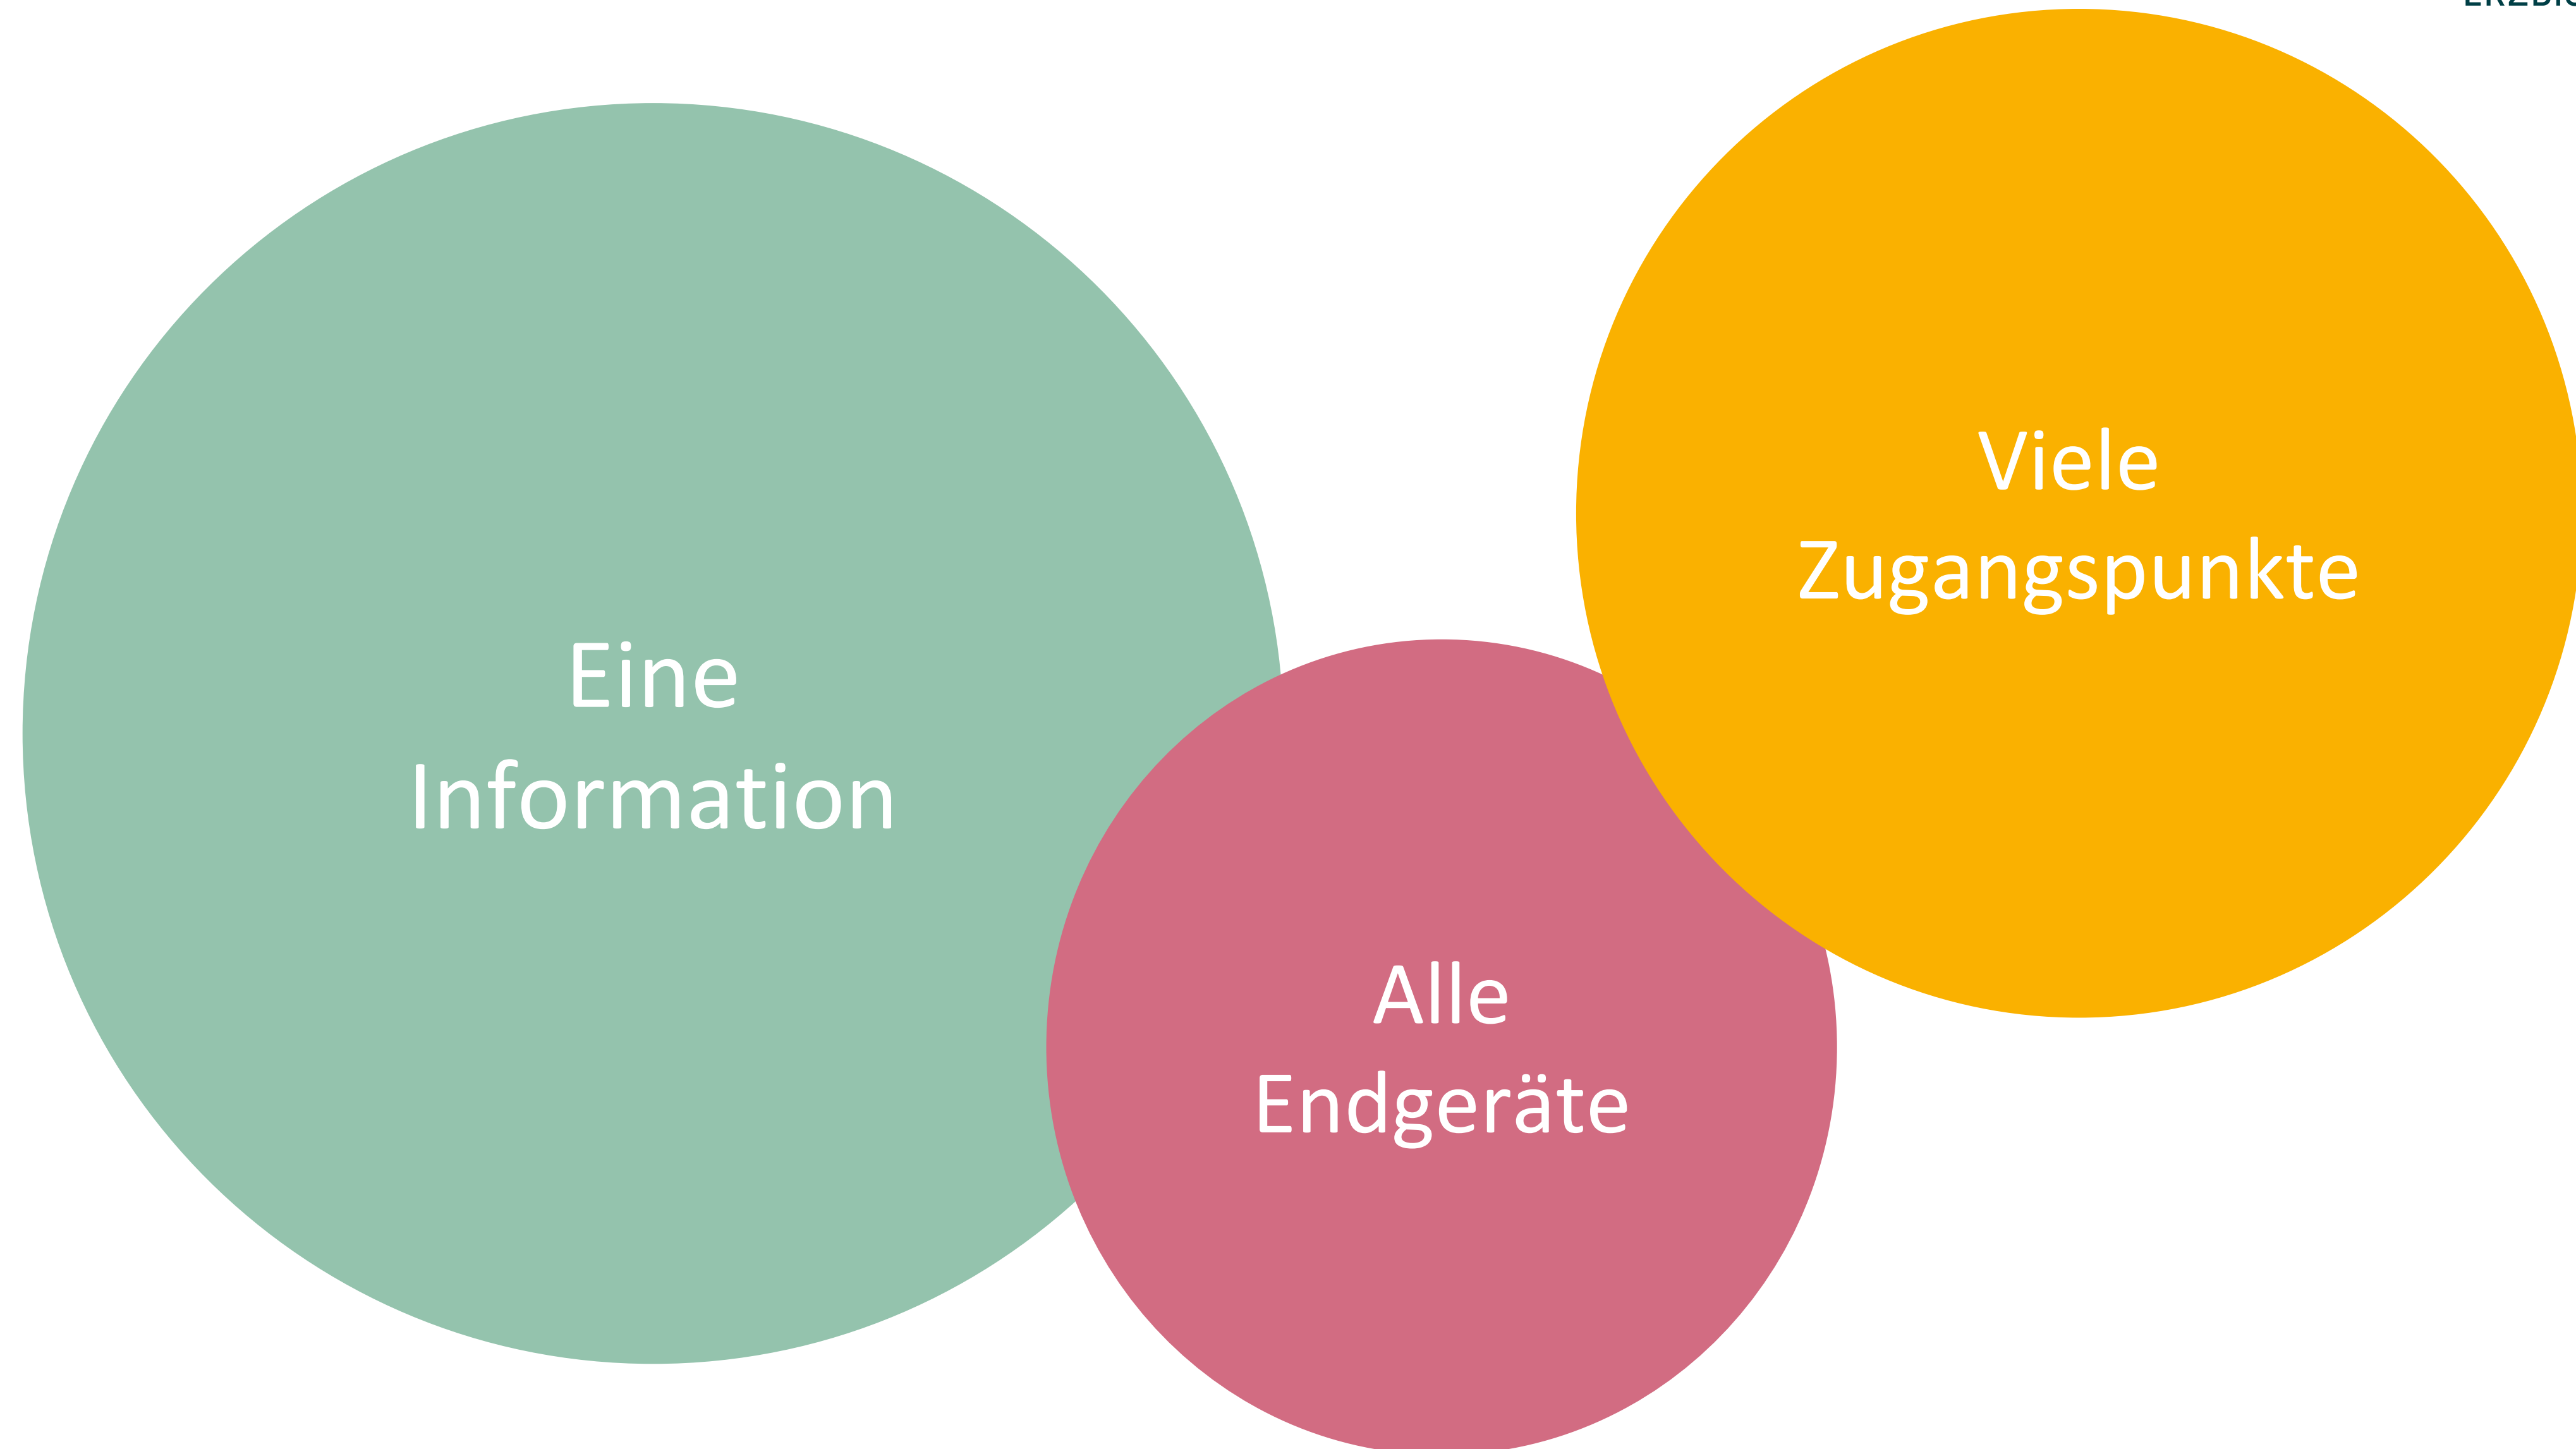 Eine
Information
Alle
Endgeräte
Viele
Zugangspunkte